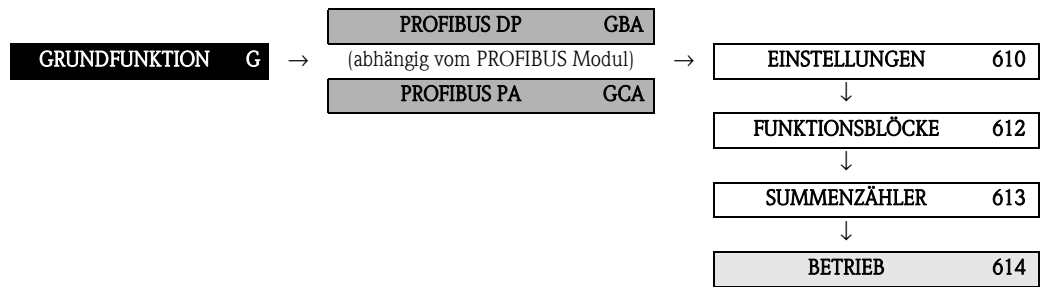 PROFIBUS DP GBA
GRUNDFUNKTION G → (abhängig vom PROFIBUS Modul) → EINSTELLUNGEN 610
PROFIBUS PA GCA
↓
FUNKTIONSBLÖCKE 612
↓
SUMMENZÄHLER 613
↓
BETRIEB 614